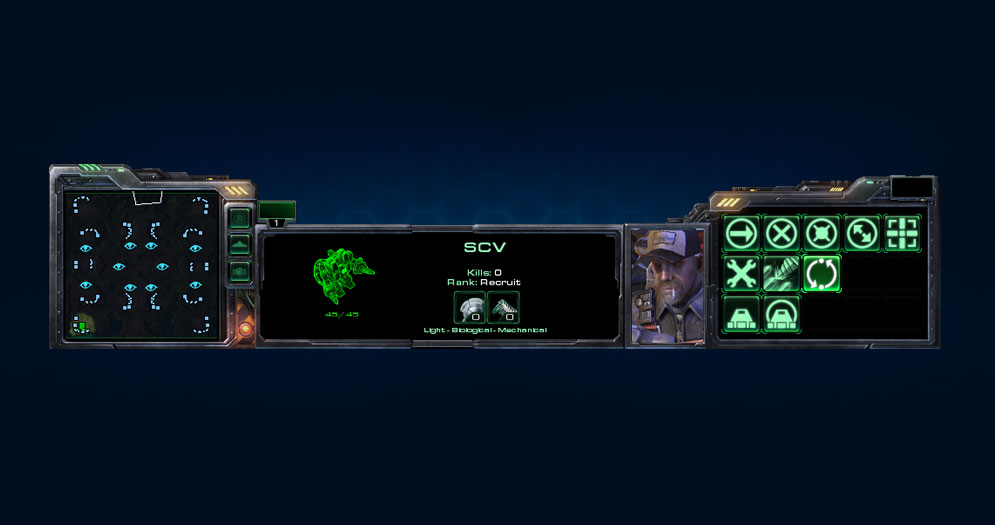 1
SCV
Kills: 0
Rank: Recruit
45/45
0 0
Light - Biological - Mechanical